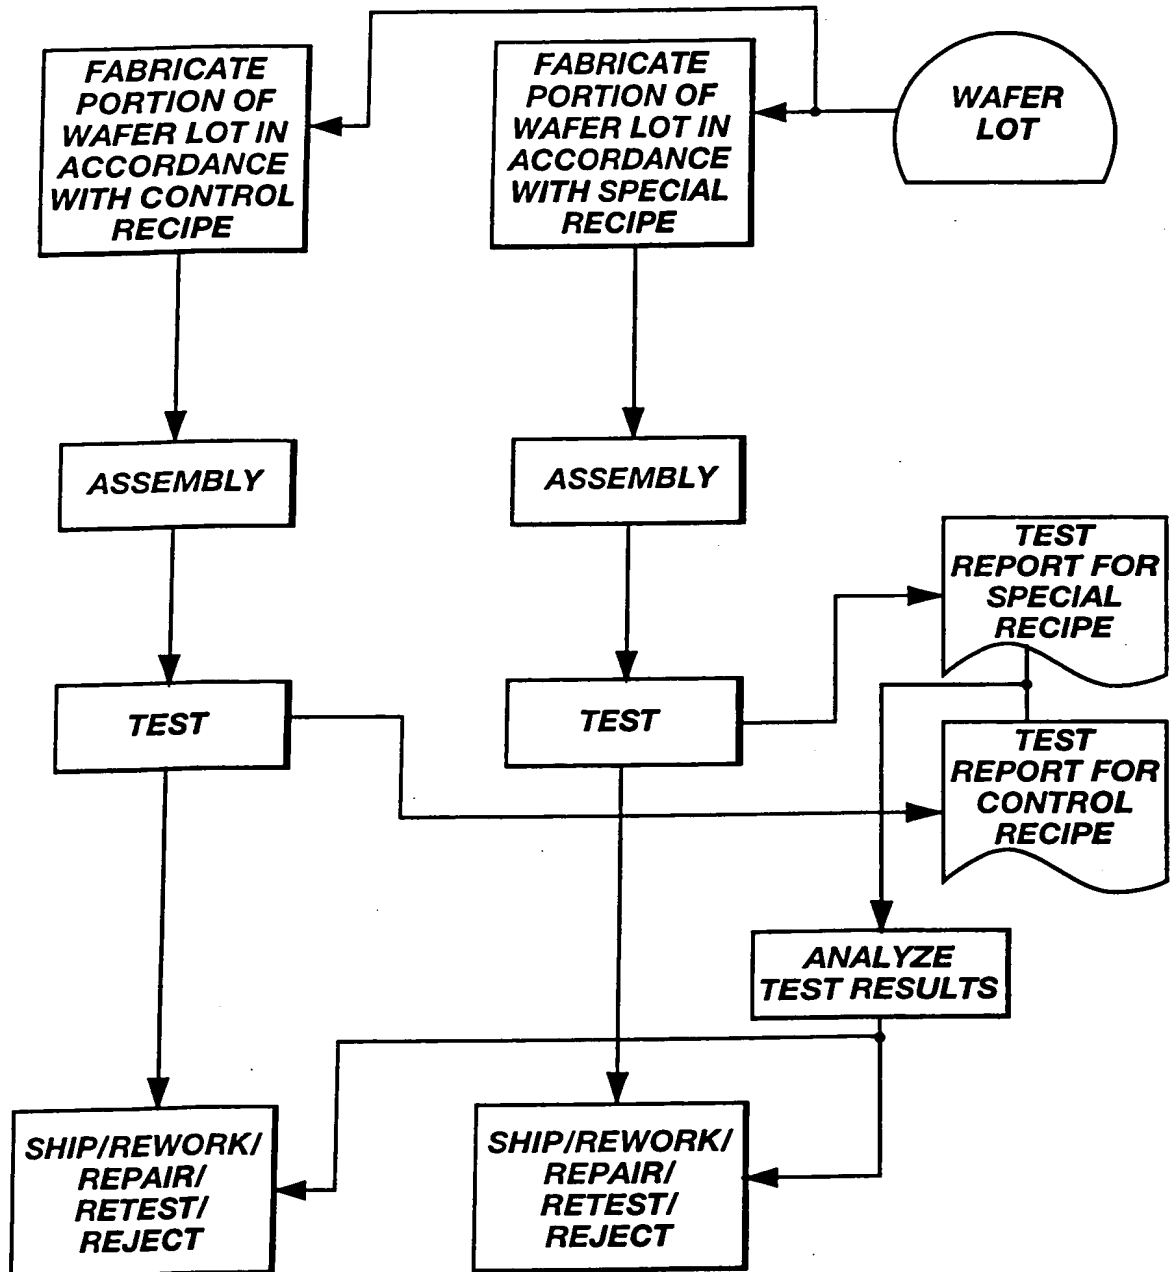 FABRICATE
PORTION OF
WAFER LOT IN
ACCORDANCE
WITH CONTROL
RECIPE
FABRICATE
PORTION OF
WAFER LOT IN
ACCORDANCE
WITH SPECIAL
RECIPE
WAFER
LOT
ASSEMBLY
ASSEMBLY
TEST
REPORT FOR
SPECIAL
RECIPE
TEST
TEST
TEST
REPORT FOR
CONTROL
RECIPE
ANALYZE
TEST RESULTS
SHIP/REWORK/
REPAIR/
RETEST/
REJECT
SHIP/REWORK/
REPAIR/
RETEST/
REJECT